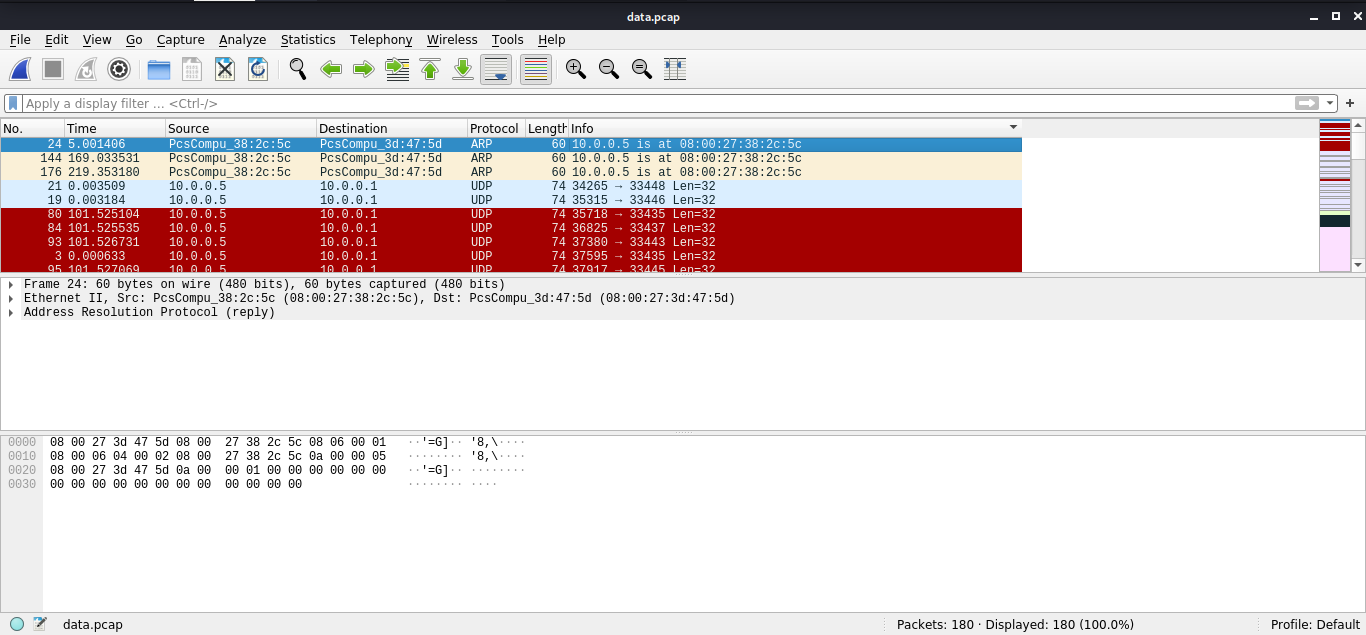 data.pcap
File Edit View Go Capture Analyze Statistics Telephony Wireless Tools Help
Apply a display filter ... <Ctrl-/>
No. Time Source Destination Protocol Length Info
24 5.001406 PcsCompu_38:2c:5c PcsCompu_3d:47:5d ARP 60 10.0.0.5 is at 08:00:27:38:2c:5c
144 169.033531 PcsCompu_38:2c:5c PcsCompu_3d:47:5d ARP 60 10.0.0.5 is at 08:00:27:38:2c:5c
176 219.353180 PcsCompu_38:2c:5c PcsCompu_3d:47:5d ARP 60 10.0.0.5 is at 08:00:27:38:2c:5c
21 0.003509 10.0.0.5 10.0.0.1 UDP 74 34265 → 33448 Len=32
19 0.003184 10.0.0.5 10.0.0.1 UDP 74 35315 → 33446 Len=32
80 101.525104 10.0.0.5 10.0.0.1 UDP 74 35718 → 33435 Len=32
84 101.525535 10.0.0.5 10.0.0.1 UDP 74 36825 → 33437 Len=32
93 101.526731 10.0.0.5 10.0.0.1 UDP 74 37380 → 33443 Len=32
3 0.000633 10.0.0.5 10.0.0.1 UDP 74 37595 → 33435 Len=32
95 101.527069 10.0.0.5 10.0.0.1 UDP 74 37917 → 33445 Len=32
Frame 24: 60 bytes on wire (480 bits), 60 bytes captured (480 bits)
Ethernet II, Src: PcsCompu_38:2c:5c (08:00:27:38:2c:5c), Dst: PcsCompu_3d:47:5d (08:00:27:3d:47:5d)
Address Resolution Protocol (reply)
0000 08 00 27 3d 47 5d 08 00 27 38 2c 5c 08 06 00 01 ··'=G]·· '8,\····
0010 08 00 06 04 00 02 08 00 27 38 2c 5c 0a 00 00 05 ········ '8,\····
0020 08 00 27 3d 47 5d 0a 00 00 01 00 00 00 00 00 00 ··'=G]·· ········
0030 00 00 00 00 00 00 00 00 00 00 00 00 ········ ····
data.pcap Packets: 180 · Displayed: 180 (100.0%) Profile: Default